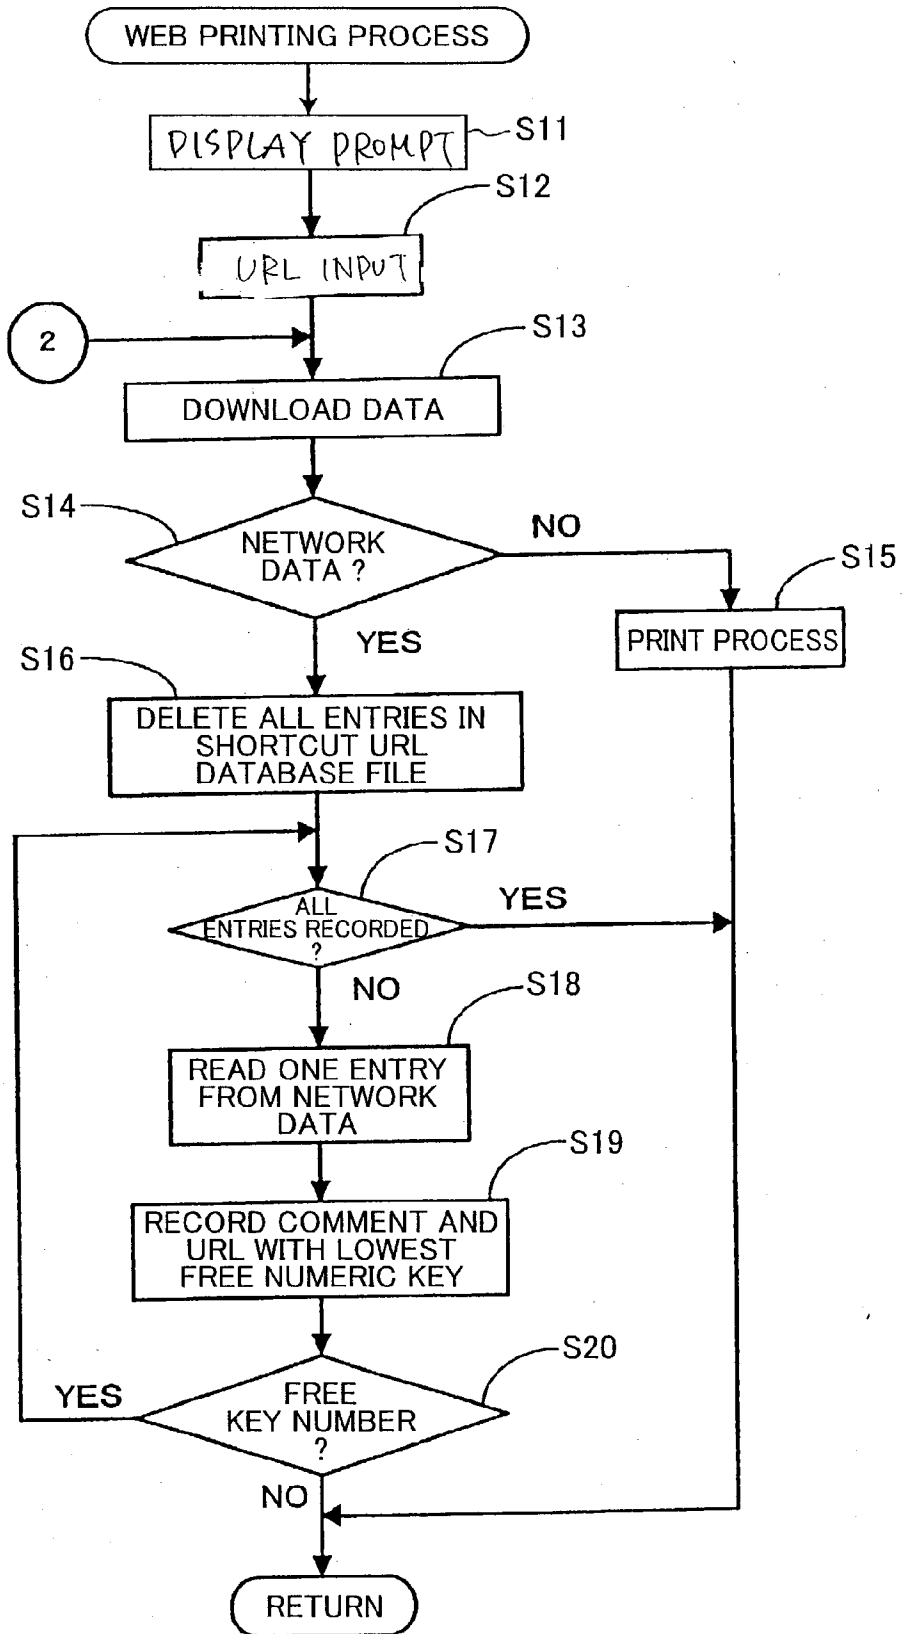 WEB PRINTING PROCESS
DISPLAY PROMPT
S11
S12
URL INPUT
2
S13
DOWNLOAD DATA
S14
NETWORK
DATA ?
NO
S15
PRINT PROCESS
YES
S16
DELETE ALL ENTRIES IN
SHORTCUT URL
DATABASE FILE
S17
ALL
ENTRIES RECORDED
?
YES
NO
S18
READ ONE ENTRY
FROM NETWORK
DATA
S19
RECORD COMMENT AND
URL WITH LOWEST
FREE NUMERIC KEY
S20
FREE
KEY NUMBER
?
YES
NO
RETURN